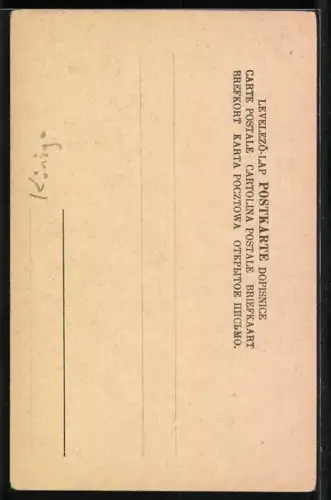 LEVELEZŐ-LAP POSTKARTE DOPISNICE
CARTE POSTALE CARTOLINA POSTALE BRIEFKAART
BREFKORT KARTA POCZTOWA ОТКРЫТОЕ ПИСЬМО.